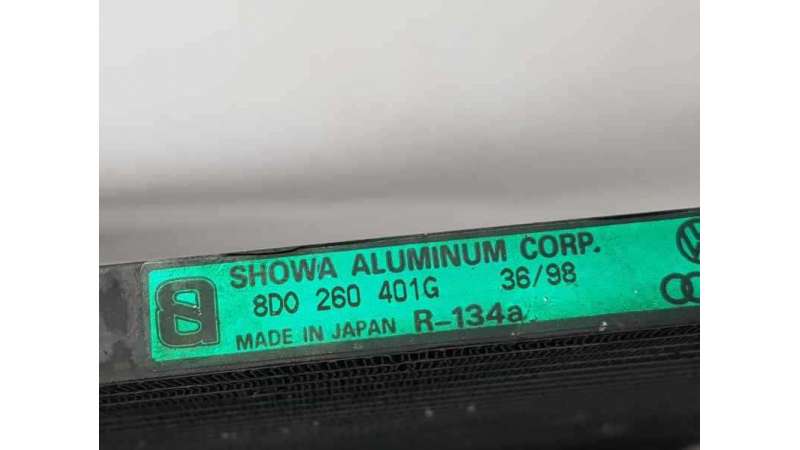 SHOWA ALUMINUM CORP.
8D0 260 401G 36/98
MADE IN JAPAN R-134a